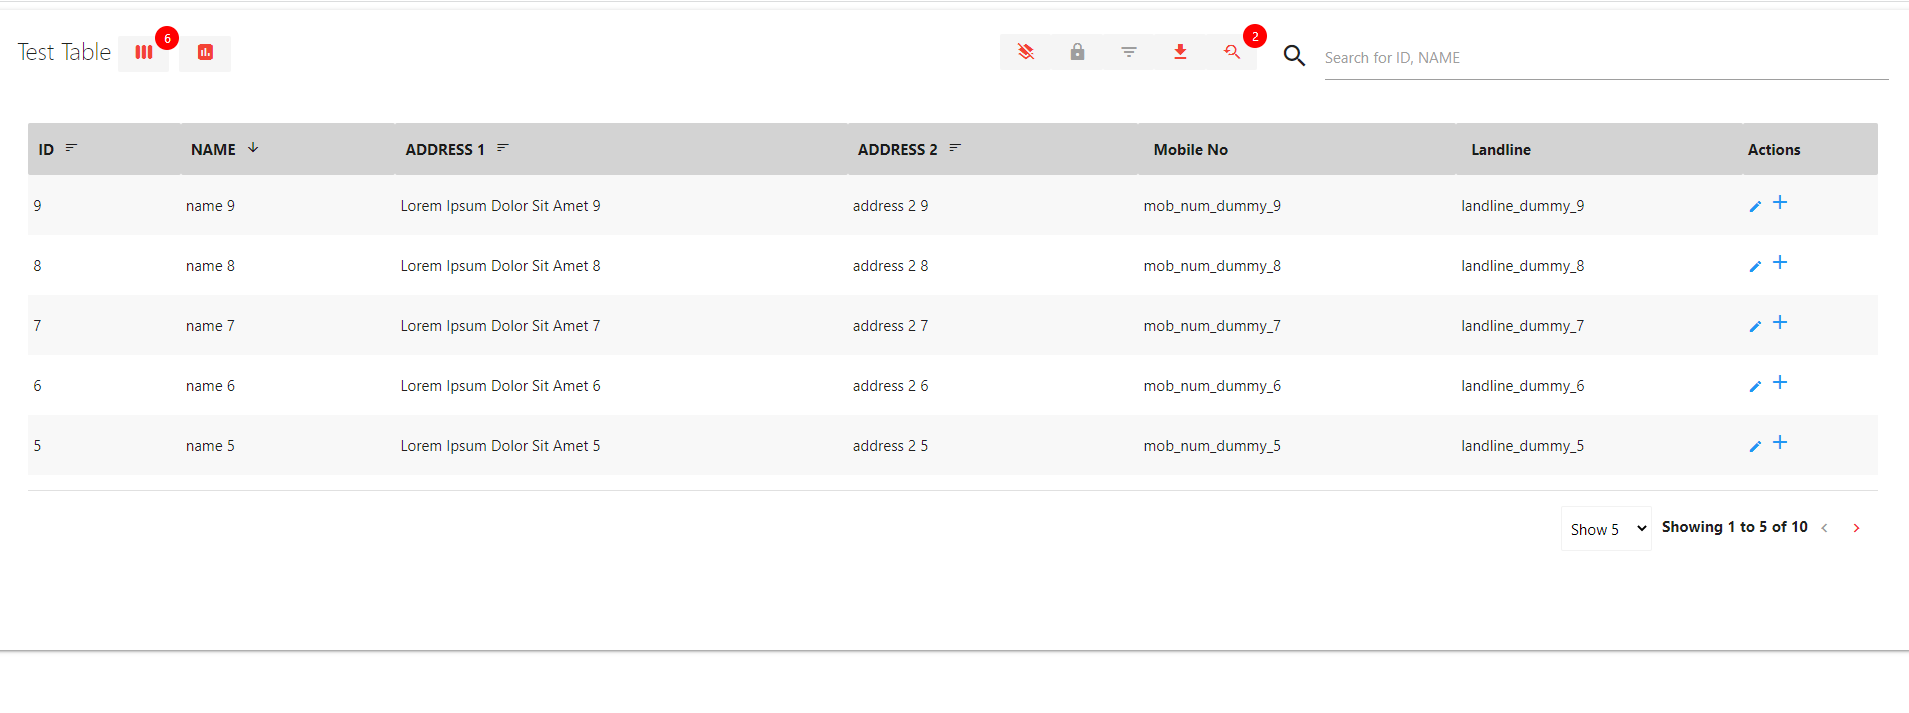 Test Table 6 2 Search for ID, NAME
ID NAME ADDRESS 1 ADDRESS 2 Mobile No Landline Actions
9 name 9 Lorem Ipsum Dolor Sit Amet 9 address 2 9 mob_num_dummy_9 landline_dummy_9
8 name 8 Lorem Ipsum Dolor Sit Amet 8 address 2 8 mob_num_dummy_8 landline_dummy_8
7 name 7 Lorem Ipsum Dolor Sit Amet 7 address 2 7 mob_num_dummy_7 landline_dummy_7
6 name 6 Lorem Ipsum Dolor Sit Amet 6 address 2 6 mob_num_dummy_6 landline_dummy_6
5 name 5 Lorem Ipsum Dolor Sit Amet 5 address 2 5 mob_num_dummy_5 landline_dummy_5
Show 5 Showing 1 to 5 of 10